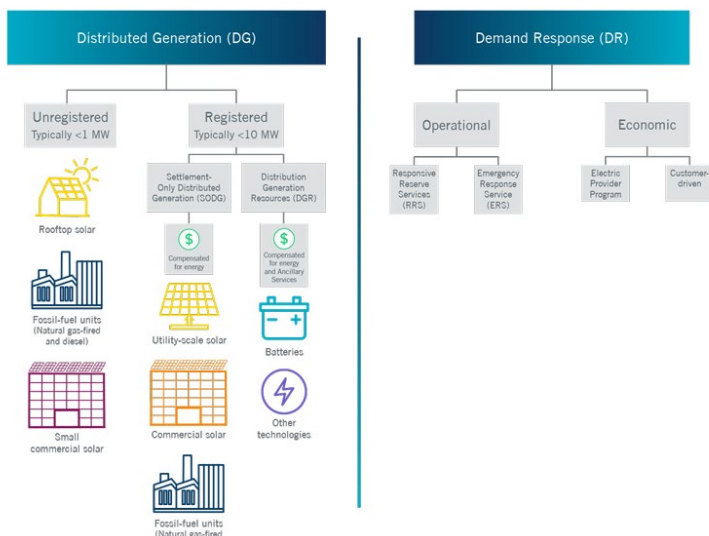 Distributed Generation (DG)
Unregistered
Typically <1 MW
Rooftop solar
Fossil-fuel units
(Natural gas-fired
and diesel)
Small
commercial solar
Registered
Typically <10 MW
Settlement-
Only Distributed
Generation (SODG)
$
Compensated
for energy
Utility-scale solar
Commercial solar
Fossil-fuel units
(Natural gas-fired
Distribution
Generation
Resources (DGR)
$
Compensated
for energy
and Ancillary
Services
Batteries
Other
technologies
Demand Response (DR)
Operational
Responsive
Reserve
Services
(RRS)
Emergency
Response
Service
(ERS)
Economic
Electric
Provider
Program
Customer-
driven